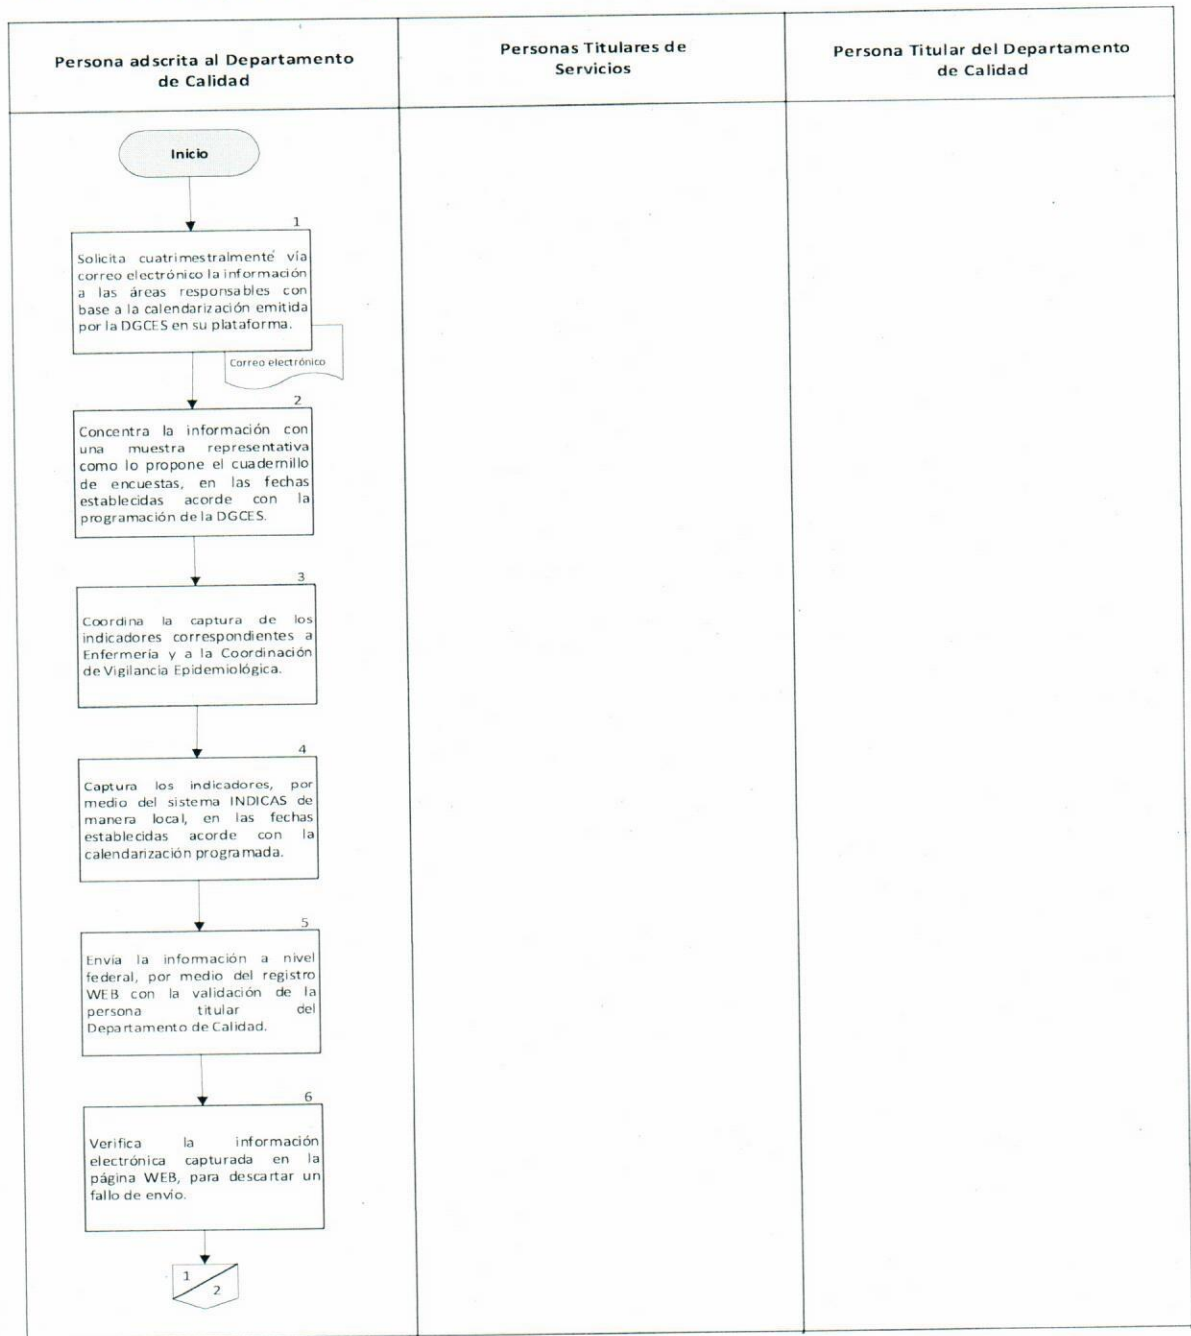 Persona adscrita al Departamento
de Calidad
Personas Titulares de
Servicios
Persona Titular del Departamento
de Calidad
Inicio
1
Solicita cuatrimestralmente vía
correo electrónico la información
a las áreas responsables con
base a la calendarización emitida
por la DGCES en su plataforma.
Correo electrónico
2
Concentra la información con
una muestra representativa
como lo propone el cuadernillo
de encuestas, en las fechas
establecidas acorde con la
programación de la DGCES.
3
Coordina la captura de los
indicadores correspondientes a
Enfermería y a la Coordinación
de Vigilancia Epidemiológica.
4
Captura los indicadores, por
medio del sistema INDICAS de
manera local, en las fechas
establecidas acorde con la
calendarización programada.
5
Envía la información a nivel
federal, por medio del registro
WEB con la validación de la
persona titular del
Departamento de Calidad.
6
Verifica la información
electrónica capturada en la
página WEB, para descartar un
fallo de envío.
1
2